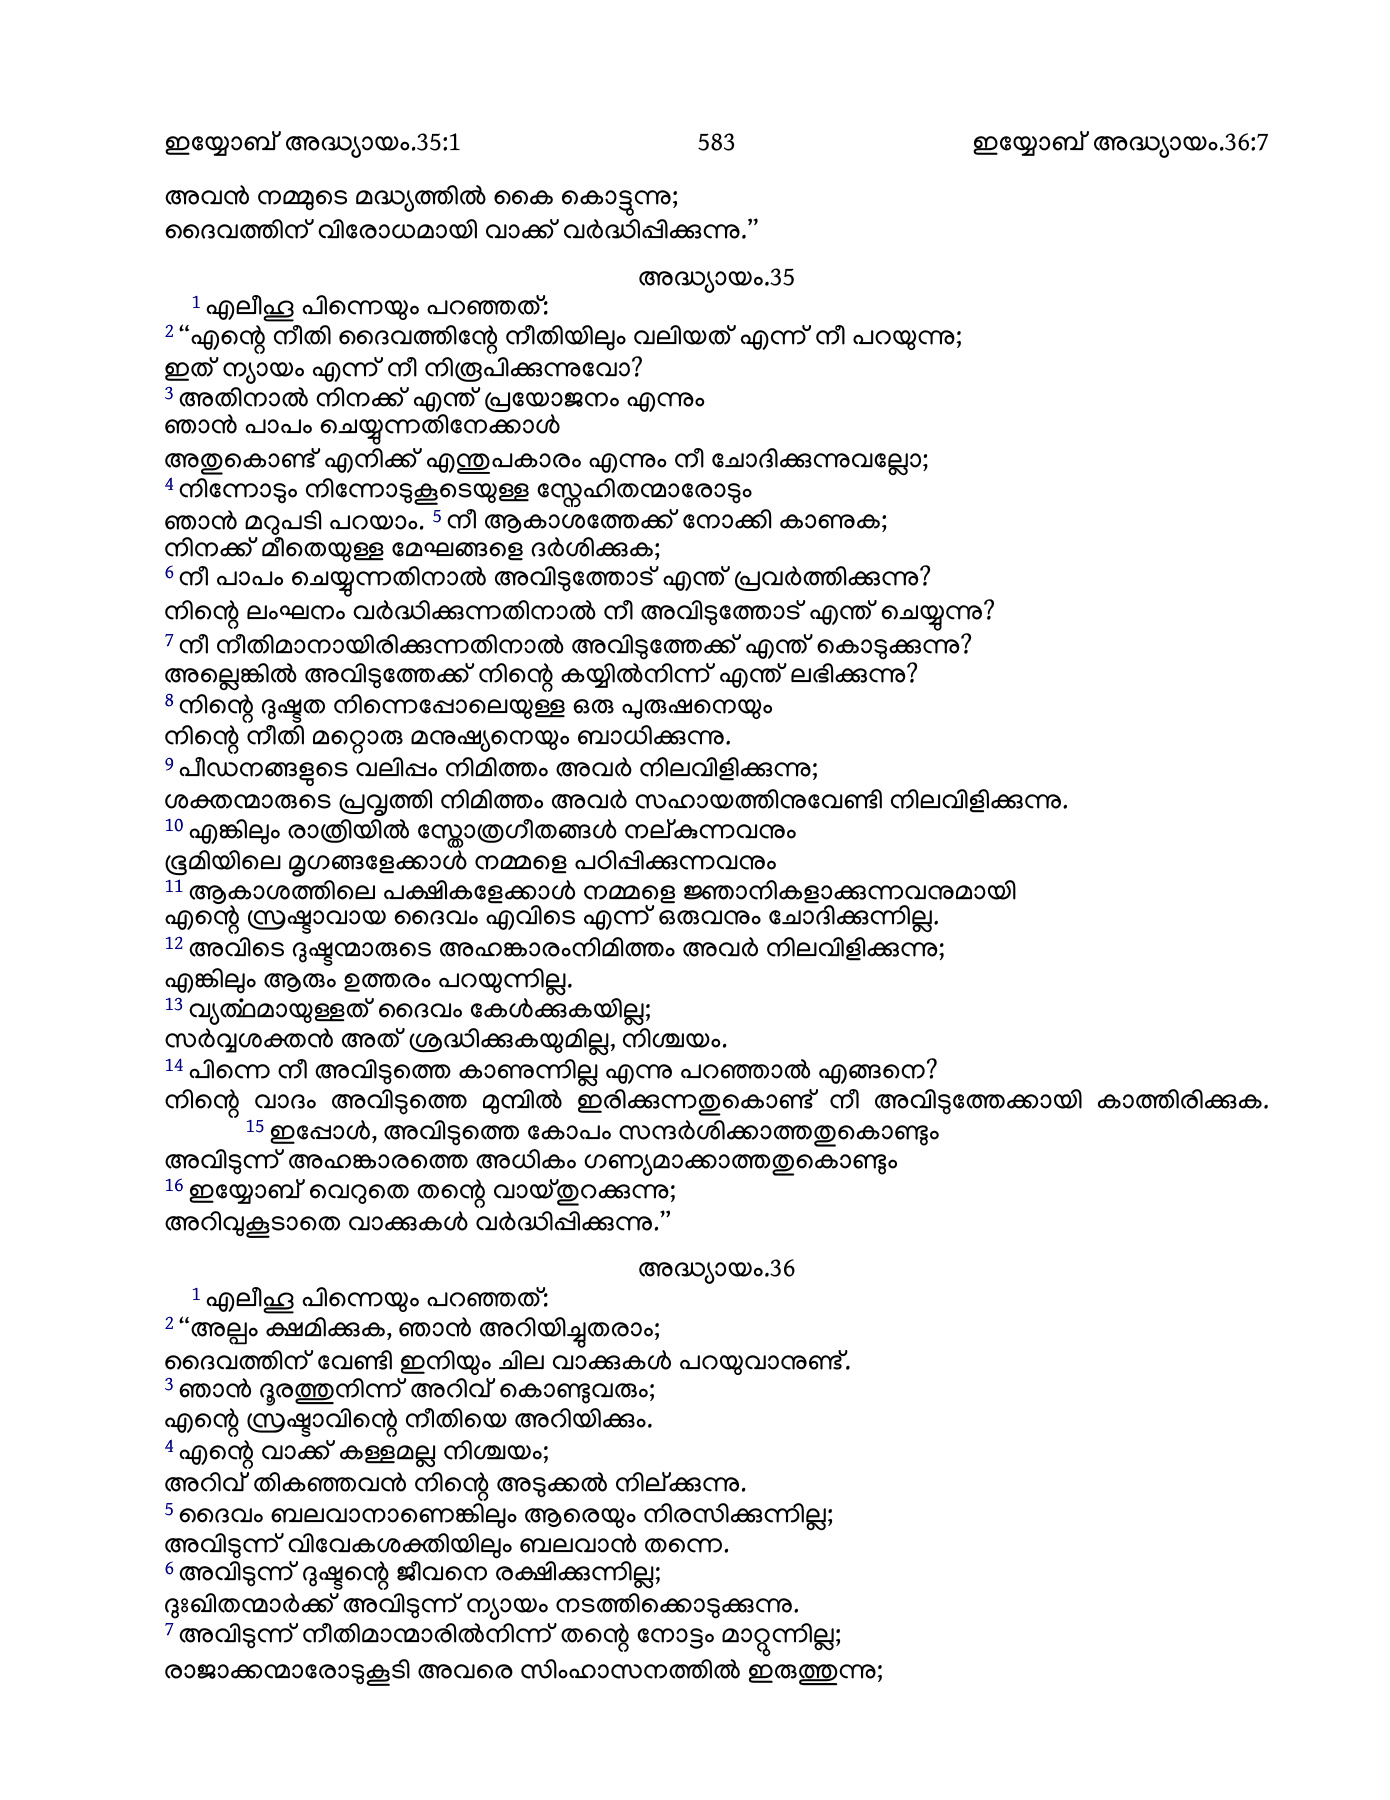 ഇയ്യോബ് അദ്ധ്യായം.35:1 583 ഇയ്യോബ് അദ്ധ്യായം.36:7
അവൻ നമ്മുടെ മദ്ധ്യത്തിൽ കൈ കൊട്ടുന്നു;
ദൈവത്തിന് വിരോധമായി വാക്ക് വർദ്ധിപ്പിക്കുന്നു.”
അദ്ധ്യായം.35
1 എലീഹൂ പിന്നെയും പറഞ്ഞത്:
2 “എന്റെ നീതി ദൈവത്തിന്റേ നീതിയിലും വലിയത് എന്ന് നീ പറയുന്നു;
ഇത് ന്യായം എന്ന് നീ നിരൂപിക്കുന്നുവോ?
3 അതിനാൽ നിനക്ക് എന്ത് പ്രയോജനം എന്നും
ഞാൻ പാപം ചെയ്യുന്നതിനേക്കാൾ
അതുകൊണ്ട് എനിക്ക് എന്തുപകാരം എന്നും നീ ചോദിക്കുന്നുവല്ലോ;
4 നിന്നോടും നിന്നോടുകൂടെയുള്ള സ്നേഹിതന്മാരോടും
ഞാൻ മറുപടി പറയാം. 5 നീ ആകാശത്തേക്ക് നോക്കി കാണുക;
നിനക്ക് മീതെയുള്ള മേഘങ്ങളെ ദർശിക്കുക;
6 നീ പാപം ചെയ്യുന്നതിനാൽ അവിടുത്തോട് എന്ത് പ്രവർത്തിക്കുന്നു?
നിന്റെ ലംഘനം വർദ്ധിക്കുന്നതിനാൽ നീ അവിടുത്തോട് എന്ത് ചെയ്യുന്നു?
7 നീ നീതിമാനായിരിക്കുന്നതിനാൽ അവിടുത്തേക്ക് എന്ത് കൊടുക്കുന്നു?
അല്ലെങ്കിൽ അവിടുത്തേക്ക് നിന്റെ കയ്യിൽനിന്ന് എന്ത് ലഭിക്കുന്നു?
8 നിന്റെ ദുഷ്ടത നിന്നെപ്പോലെയുള്ള ഒരു പുരുഷനെയും
നിന്റെ നീതി മറ്റൊരു മനുഷ്യനെയും ബാധിക്കുന്നു.
9 പീഡനങ്ങളുടെ വലിപ്പം നിമിത്തം അവർ നിലവിളിക്കുന്നു;
ശക്തന്മാരുടെ പ്രവൃത്തി നിമിത്തം അവർ സഹായത്തിനുവേണ്ടി നിലവിളിക്കുന്നു.
10 എങ്കിലും രാത്രിയിൽ സ്തോത്രഗീതങ്ങൾ നല്കുന്നവനും
ഭൂമിയിലെ മൃഗങ്ങളേക്കാൾ നമ്മളെ പഠിപ്പിക്കുന്നവനും
11 ആകാശത്തിലെ പക്ഷികളേക്കാൾ നമ്മളെ ജ്ഞാനികളാക്കുന്നവനുമായി
എന്റെ സ്രഷ്ടാവായ ദൈവം എവിടെ എന്ന് ഒരുവനും ചോദിക്കുന്നില്ല.
12 അവിടെ ദുഷ്ടന്മാരുടെ അഹങ്കാരംനിമിത്തം അവർ നിലവിളിക്കുന്നു;
എങ്കിലും ആരും ഉത്തരം പറയുന്നില്ല.
13 വ്യൎത്ഥമായുള്ളത് ദൈവം കേൾക്കുകയില്ല;
സർവ്വശക്തൻ അത് ശ്രദ്ധിക്കുകയുമില്ല, നിശ്ചയം.
14 പിന്നെ നീ അവിടുത്തെ കാണുന്നില്ല എന്നു പറഞ്ഞാൽ എങ്ങനെ?
നിന്റെ വാദം അവിടുത്തെ മുമ്പിൽ ഇരിക്കുന്നതുകൊണ്ട് നീ അവിടുത്തേക്കായി കാത്തിരിക്കുക.
15 ഇപ്പോൾ, അവിടുത്തെ കോപം സന്ദർശിക്കാത്തതുകൊണ്ടും
അവിടുന്ന് അഹങ്കാരത്തെ അധികം ഗണ്യമാക്കാത്തതുകൊണ്ടും
16 ഇയ്യോബ് വെറുതെ തന്റെ വായ്തുറക്കുന്നു;
അറിവുകൂടാതെ വാക്കുകൾ വർദ്ധിപ്പിക്കുന്നു.”
അദ്ധ്യായം.36
1 എലീഹൂ പിന്നെയും പറഞ്ഞത്:
2 “അല്പം ക്ഷമിക്കുക, ഞാൻ അറിയിച്ചുതരാം;
ദൈവത്തിന് വേണ്ടി ഇനിയും ചില വാക്കുകൾ പറയുവാനുണ്ട്.
3 ഞാൻ ദൂരത്തുനിന്ന് അറിവ് കൊണ്ടുവരും;
എന്റെ സ്രഷ്ടാവിന്റെ നീതിയെ അറിയിക്കും.
4 എന്റെ വാക്ക് കള്ളമല്ല നിശ്ചയം;
അറിവ് തികഞ്ഞവൻ നിന്റെ അടുക്കൽ നില്ക്കുന്നു.
5 ദൈവം ബലവാനാണെങ്കിലും ആരെയും നിരസിക്കുന്നില്ല;
അവിടുന്ന് വിവേകശക്തിയിലും ബലവാൻ തന്നെ.
6 അവിടുന്ന് ദുഷ്ടന്റെ ജീവനെ രക്ഷിക്കുന്നില്ല;
ദുഃഖിതന്മാർക്ക് അവിടുന്ന് ന്യായം നടത്തിക്കൊടുക്കുന്നു.
7 അവിടുന്ന് നീതിമാന്മാരിൽനിന്ന് തന്റെ നോട്ടം മാറ്റുന്നില്ല;
രാജാക്കന്മാരോടുകൂടി അവരെ സിംഹാസനത്തിൽ ഇരുത്തുന്നു;